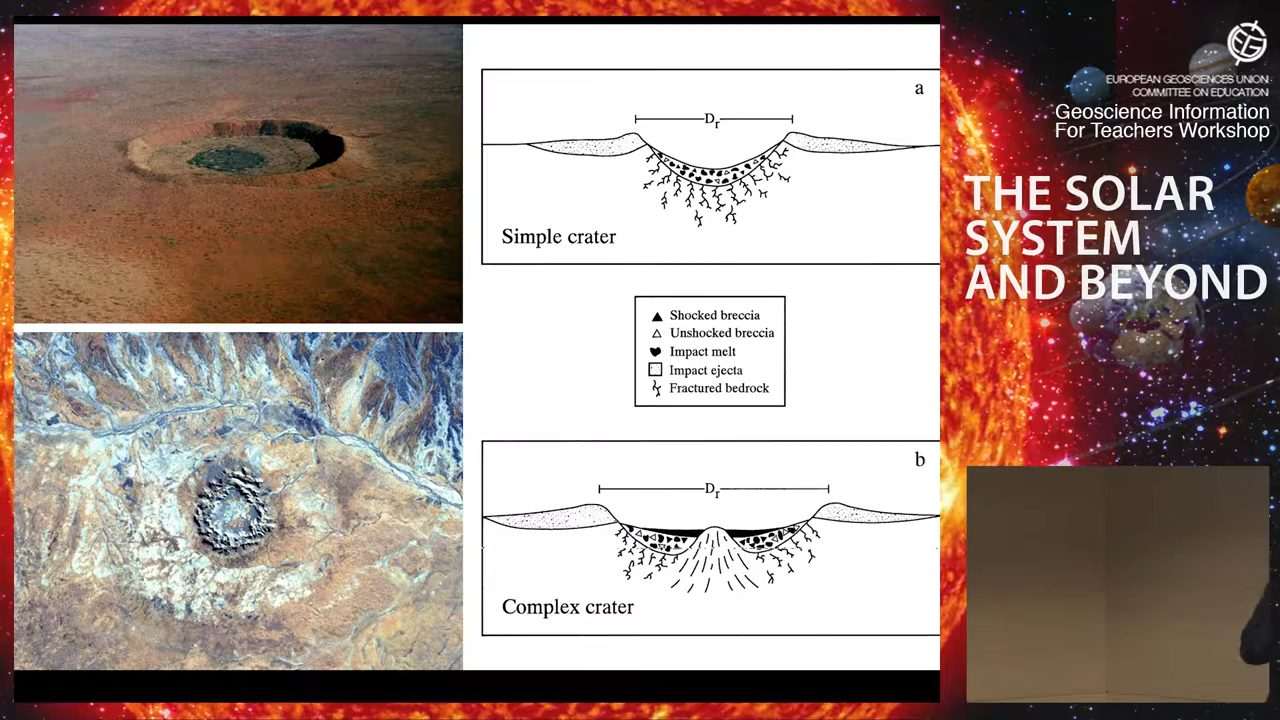 a
Dr
Simple crater
Shocked breccia
Unshocked breccia
Impact melt
Impact ejecta
Fractured bedrock
b
Dr
Complex crater
EGU
EUROPEAN GEOSCIENCES UNION
COMMITTEE ON EDUCATION
Geoscience Information
For Teachers Workshop
THE SOLAR
SYSTEM
AND BEYOND